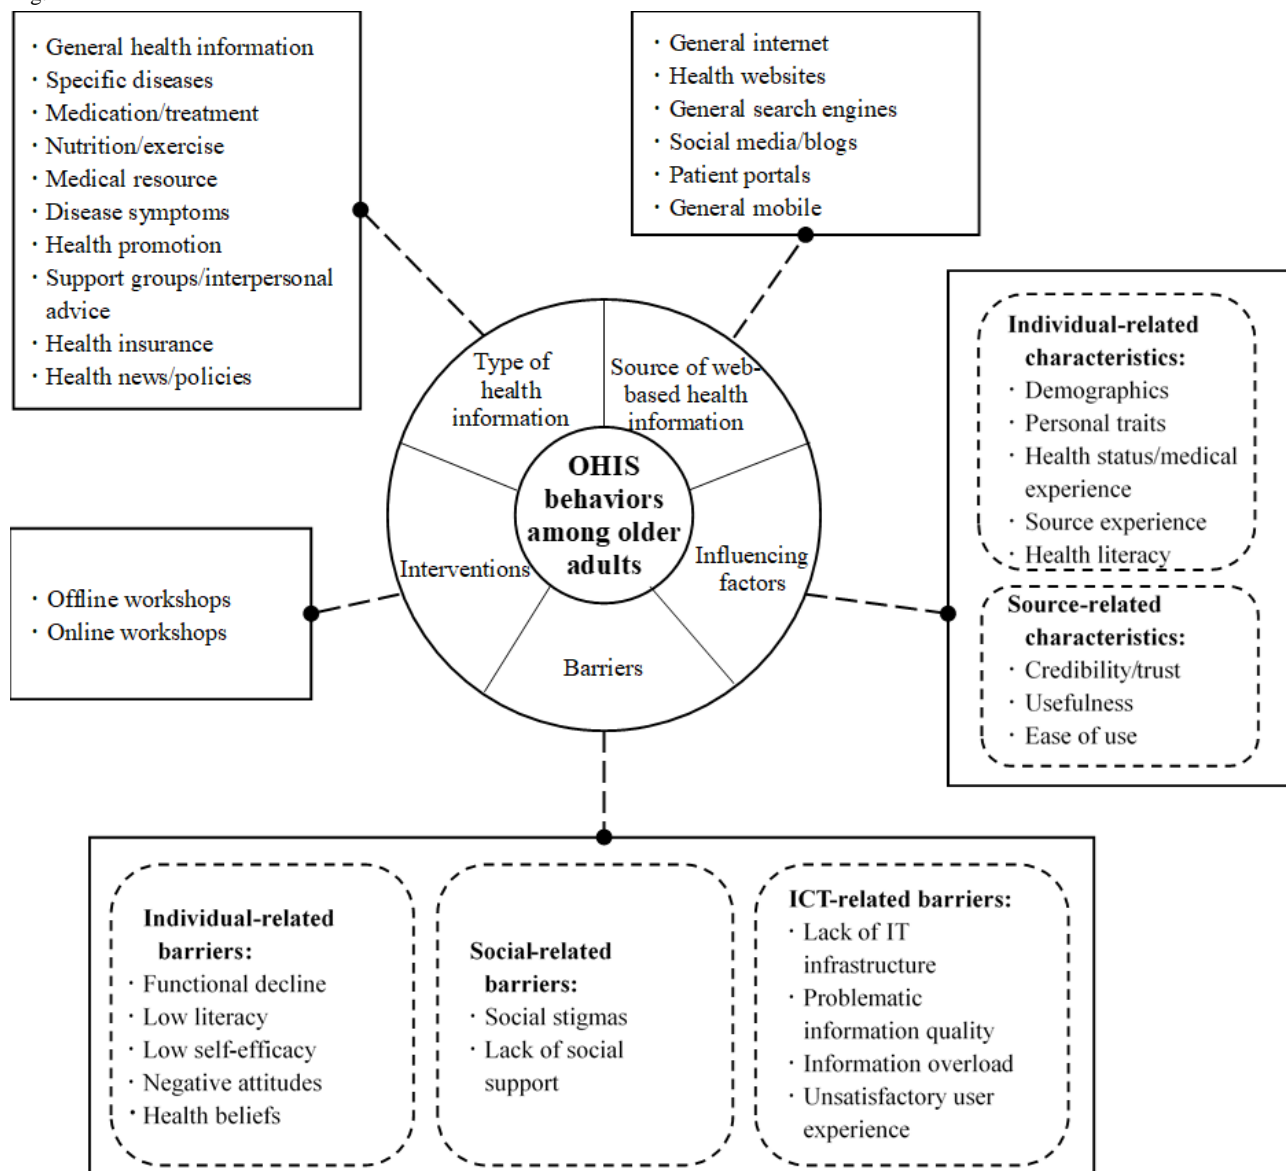 · General health information
· Specific diseases
· Medication/treatment
· Nutrition/exercise
· Medical resource
· Disease symptoms
· Health promotion
· Support groups/interpersonal
advice
· Health insurance
· Health news/policies
· General internet
· Health websites
· General search engines
· Social media/blogs
· Patient portals
· General mobile
Type of
health
information
Source of web-
based health
information
OHIS
behaviors
among older
adults
Interventions
Influencing
factors
Barriers
Individual-related
characteristics:
· Demographics
· Personal traits
· Health status/medical
experience
· Source experience
· Health literacy
Source-related
characteristics:
· Credibility/trust
· Usefulness
· Ease of use
· Offline workshops
· Online workshops
Individual-related
barriers:
· Functional decline
· Low literacy
· Low self-efficacy
· Negative attitudes
· Health beliefs
Social-related
barriers:
· Social stigmas
· Lack of social
support
ICT-related barriers:
· Lack of IT
infrastructure
· Problematic
information quality
· Information overload
· Unsatisfactory user
experience